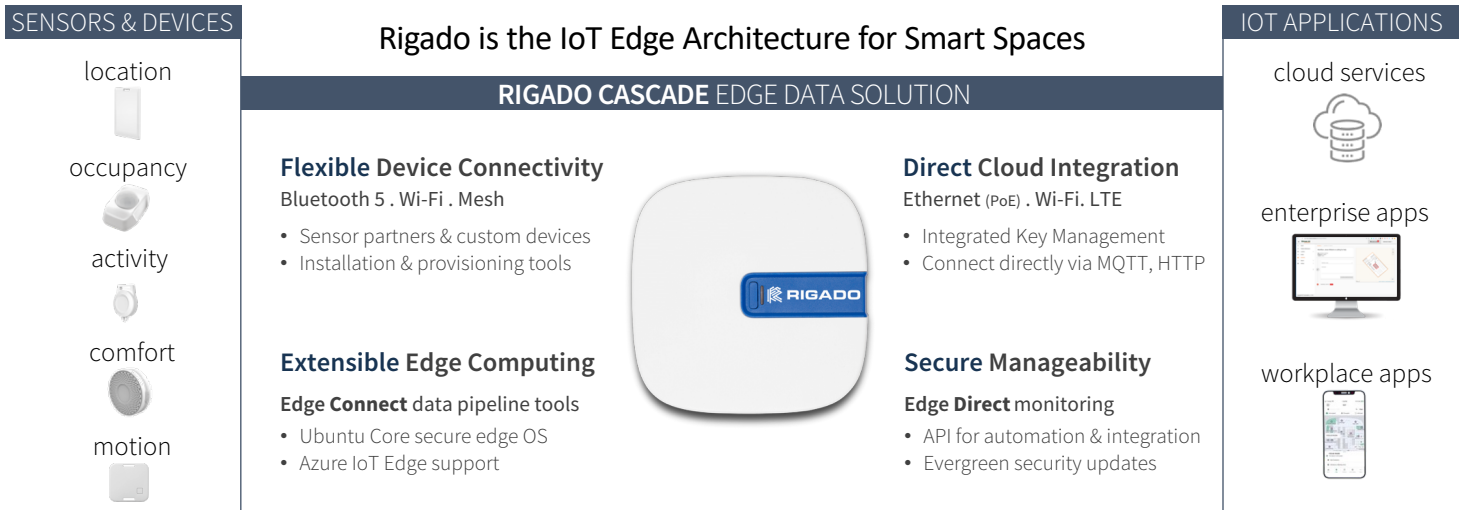 SENSORS & DEVICES
location
occupancy
activity
comfort
motion
Rigado is the IoT Edge Architecture for Smart Spaces
RIGADO CASCADE EDGE DATA SOLUTION
Flexible Device Connectivity
Bluetooth 5 . Wi-Fi . Mesh
• Sensor partners & custom devices
• Installation & provisioning tools
Extensible Edge Computing
Edge Connect data pipeline tools
• Ubuntu Core secure edge OS
• Azure IoT Edge support
RIGADO
Direct Cloud Integration
Ethernet (PoE) . Wi-Fi. LTE
• Integrated Key Management
• Connect directly via MQTT, HTTP
Secure Manageability
Edge Direct monitoring
• API for automation & integration
• Evergreen security updates
IOT APPLICATIONS
cloud services
enterprise apps
workplace apps